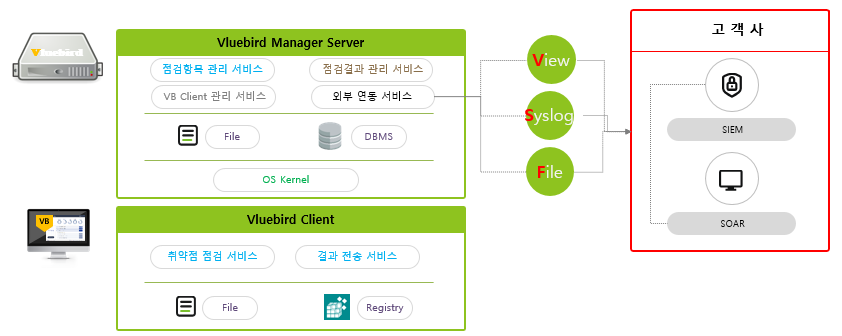 Vluebird
Vluebird Manager Server
점검항목 관리 서비스
점검결과 관리 서비스
VB Client 관리 서비스
외부 연동 서비스
File
DBMS
OS Kernel
View
Syslog
File
고 객 사
SIEM
SOAR
VB
Vluebird Client
취약점 점검 서비스
결과 전송 서비스
File
Registry